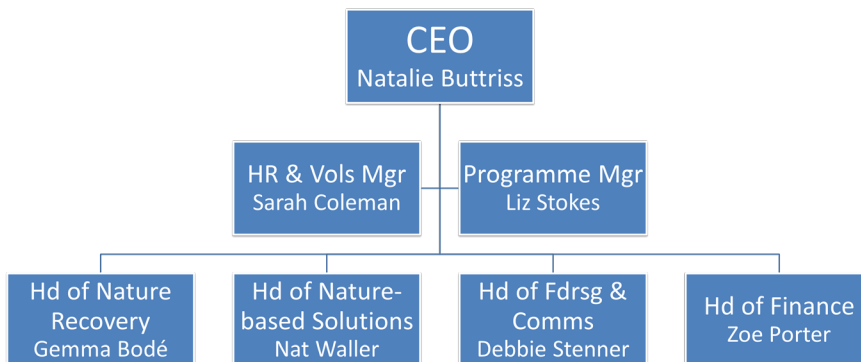 CEO
Natalie Buttriss
HR & Vols Mgr
Sarah Coleman
Programme Mgr
Liz Stokes
Hd of Nature
Recovery
Gemma Bodé
Hd of Nature-
based Solutions
Nat Waller
Hd of Fdrsg &
Comms
Debbie Stenner
Hd of Finance
Zoe Porter